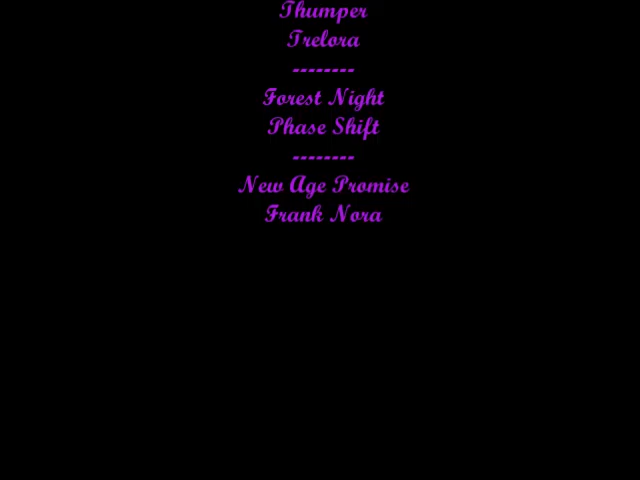 Thumper
Trelora
--------
Forest Night
Phase Shift
--------
New Age Promise
Frank Nora